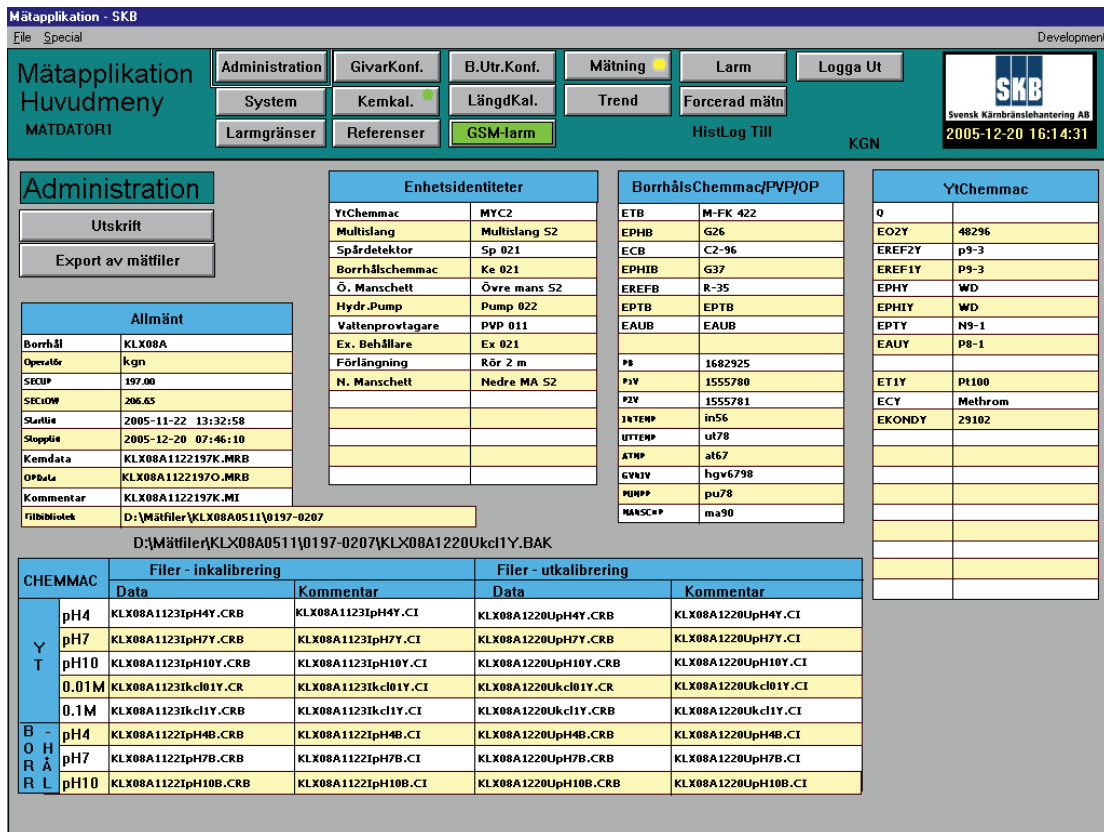 Mätapplikation - SKB
File Special Development
Mätapplikation
Huvudmeny
MATDATOR1
Administration GivarKonf. B.Utr.Konf. Mätning Larm Logga Ut
System Kemkal. LängdKal. Trend Forcerad mätn
Larmgränser Referenser GSM-larm HistLog Till KGN
SKB
Svensk Kärnbränslehantering AB
2005-12-20 16:14:31
Administration
Utskrift
Export av mätfiler
Allmänt
Borrhål KLX08A
Operatör kgn
SECUP 197.00
SECLOW 206.65
Starttid 2005-11-22 13:32:58
Stopptid 2005-12-20 07:46:10
Kemdata KLX08A1122197K.MRB
OPData KLX08A1122197O.MRB
Kommentar KLX08A1122197K.MI
Filbibliotek D:\Mätfiler\KLX08A0511\0197-0207
Enhetsidentiteter
YtChemmac MYC2
Multislang Multislang S2
Spårdetektor Sp 021
Borrhålschemmac Ke 021
Ö. Manschett Övre mans S2
Hydr.Pump Pump 022
Vattenprovtagare PVP 011
Ex. Behållare Ex 021
Förlängning Rör 2 m
N. Manschett Nedre MA S2
BorrhålsChemmac/PVP/OP
ETB M-FK 422
EPHB G26
ECB C2-96
EPHIB G37
EREFB R-35
EPTB EPTB
EAUB EAUB
PB 1682925
P1V 1555780
P2V 1555781
INTEMP in56
UTTEMP ut78
ATMP at67
GVNIV hgv6798
PUMPP pu78
MANSCHP ma90
YtChemmac
Q
EO2Y 48296
EREF2Y p9-3
EREF1Y P9-3
EPHY WD
EPHIY WD
EPTY N9-1
EAUY P8-1
ET1Y Pt100
ECY Methrom
EKONDY 29102
D:\Mätfiler\KLX08A0511\0197-0207\KLX08A1220Ukcl1Y.BAK
CHEMMAC Filer - inkalibrering Filer - utkalibrering
Data Kommentar Data Kommentar
YT
pH4 KLX08A1123IpH4Y.CRB KLX08A1123IpH4Y.CI KLX08A1220UpH4Y.CRB KLX08A1220UpH4Y.CI
pH7 KLX08A1123IpH7Y.CRB KLX08A1123IpH7Y.CI KLX08A1220UpH7Y.CRB KLX08A1220UpH7Y.CI
pH10 KLX08A1123IpH10Y.CRB KLX08A1123IpH10Y.CI KLX08A1220UpH10Y.CRB KLX08A1220UpH10Y.CI
0.01M KLX08A1123Ikcl01Y.CR KLX08A1123Ikcl01Y.CI KLX08A1220Ukcl01Y.CR KLX08A1220Ukcl01Y.CI
0.1M KLX08A1123Ikcl1Y.CRB KLX08A1123Ikcl1Y.CI KLX08A1220Ukcl1Y.CRB KLX08A1220Ukcl1Y.CI
BORR-HÅL
pH4 KLX08A1122IpH4B.CRB KLX08A1122IpH4B.CI KLX08A1220UpH4B.CRB KLX08A1220UpH4B.CI
pH7 KLX08A1122IpH7B.CRB KLX08A1122IpH7B.CI KLX08A1220UpH7B.CRB KLX08A1220UpH7B.CI
pH10 KLX08A1122IpH10B.CRB KLX08A1122IpH10B.CI KLX08A1220UpH10B.CRB KLX08A1220UpH10B.CI